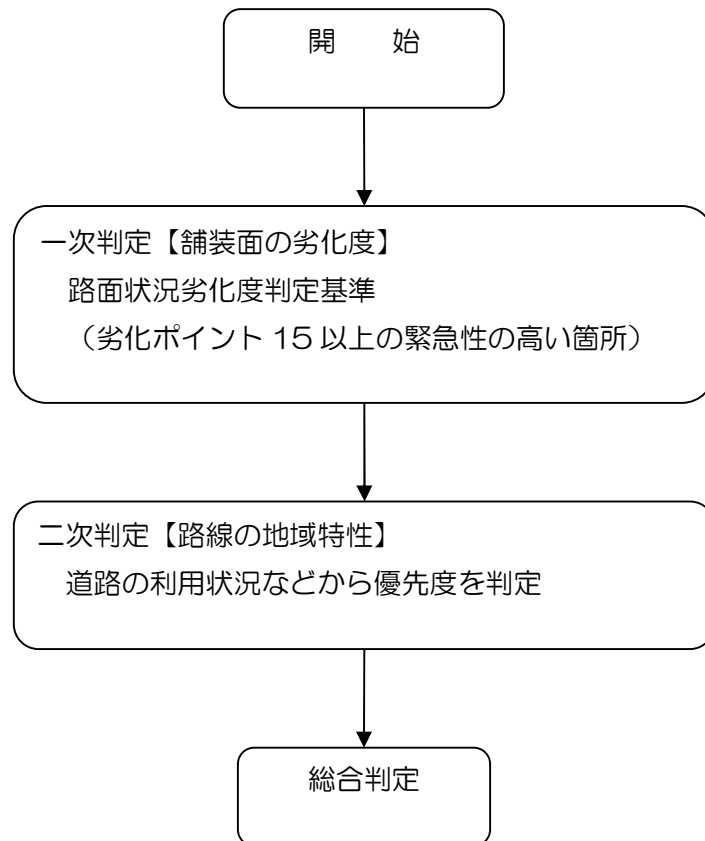 開　　始
一次判定【舗装面の劣化度】
路面状況劣化度判定基準
（劣化ポイント 15 以上の緊急性の高い箇所）
二次判定【路線の地域特性】
道路の利用状況などから優先度を判定
総合判定